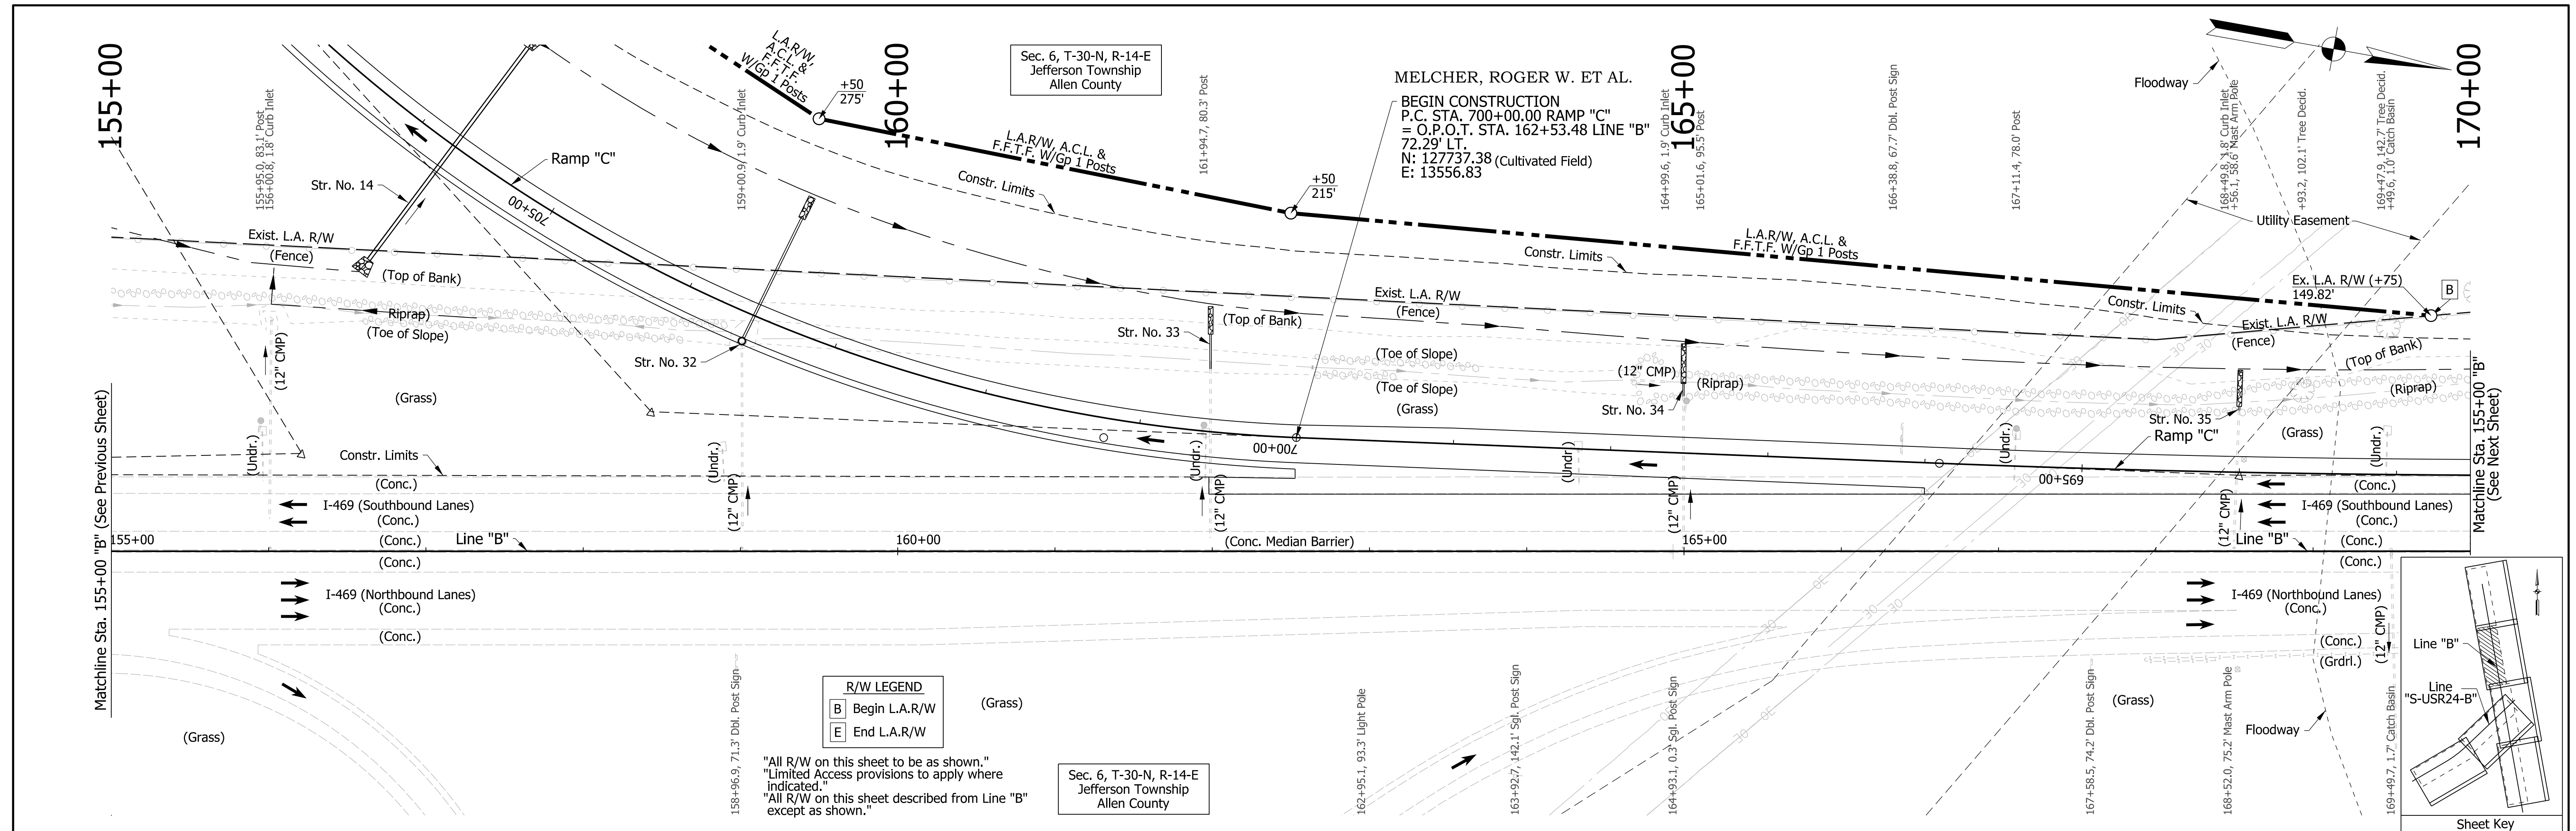 155+00
160+00
165+00
170+00
155+95.0, 83.1' Post
156+00.8, 1.8' Curb Inlet
159+00.9, 1.9' Curb Inlet
161+94.7, 80.3' Post
164+99.6, 1.9' Curb Inlet
165+01.6, 95.5' Post
166+38.8, 67.7' Dbl. Post Sign
167+11.4, 78.0' Post
168+49.8, 1.8' Curb Inlet
+56.1, 58.6' Mast Arm Pole
+93.2, 102.1' Tree Decid.
169+47.9, 142.7' Tree Decid.
+49.6, 1.0' Catch Basin
L.A.R/W,
A.C.L. &
F.F.T.F.
W/Gp 1 Posts
+50
275'
Sec. 6, T-30-N, R-14-E
Jefferson Township
Allen County
MELCHER, ROGER W. ET AL.
BEGIN CONSTRUCTION
P.C. STA. 700+00.00 RAMP "C"
= O.P.O.T. STA. 162+53.48 LINE "B"
72.29' LT.
N: 127737.38
E: 13556.83
(Cultivated Field)
Floodway
L.A.R/W, A.C.L. &
F.F.T.F. W/Gp 1 Posts
Constr. Limits
+50
215'
Ramp "C"
Str. No. 14
705+00
Utility Easement
L.A.R/W, A.C.L. &
F.F.T.F. W/Gp 1 Posts
Constr. Limits
Exist. L.A. R/W
(Fence)
(Top of Bank)
Exist. L.A. R/W
(Fence)
Ex. L.A. R/W (+75)
149.82'
B
Constr. Limits
Exist. L.A. R/W
(Fence)
Riprap)
(Toe of Slope)
Str. No. 32
Str. No. 33
(Top of Bank)
(Toe of Slope)
(Toe of Slope)
(Grass)
(12" CMP)
(Riprap)
Str. No. 34
(Top of Bank)
(Riprap)
Str. No. 35
Ramp "C"
(Grass)
(12" CMP)
(Grass)
(Undr.)
(Undr.)
(Undr.)
(Undr.)
(Undr.)
(Undr.)
700+00
695+00
Constr. Limits
(Conc.)
I-469 (Southbound Lanes)
(Conc.)
(Conc.)
(12" CMP)
(12" CMP)
(12" CMP)
(12" CMP)
(Conc.)
I-469 (Southbound Lanes)
(Conc.)
(Conc.)
155+00
Line "B"
160+00
(Conc. Median Barrier)
165+00
Line "B"
(Conc.)
(Conc.)
I-469 (Northbound Lanes)
(Conc.)
(Conc.)
I-469 (Northbound Lanes)
(Conc.)
(Conc.)
(Grdrl.)
(12" CMP)
OE
OE
OE
OE
30
30
30
30
30
30
30
30
30
Matchline Sta. 155+00 "B" (See Previous Sheet)
Matchline Sta. 155+00 "B"
(See Next Sheet)
(Grass)
158+96.9, 71.3' Dbl. Post Sign
R/W LEGEND
B Begin L.A.R/W
E End L.A.R/W
(Grass)
"All R/W on this sheet to be as shown."
"Limited Access provisions to apply where
indicated."
"All R/W on this sheet described from Line "B"
except as shown."
Sec. 6, T-30-N, R-14-E
Jefferson Township
Allen County
162+95.1, 93.3' Light Pole
163+92.7, 142.1' Sgl. Post Sign
164+93.1, 0.3' Sgl. Post Sign
167+58.5, 74.2' Dbl. Post Sign
168+52.0, 75.2' Mast Arm Pole
169+49.7, 1.7' Catch Basin
(Grass)
Floodway
Line "B"
Line
"S-USR24-B"
Sheet Key